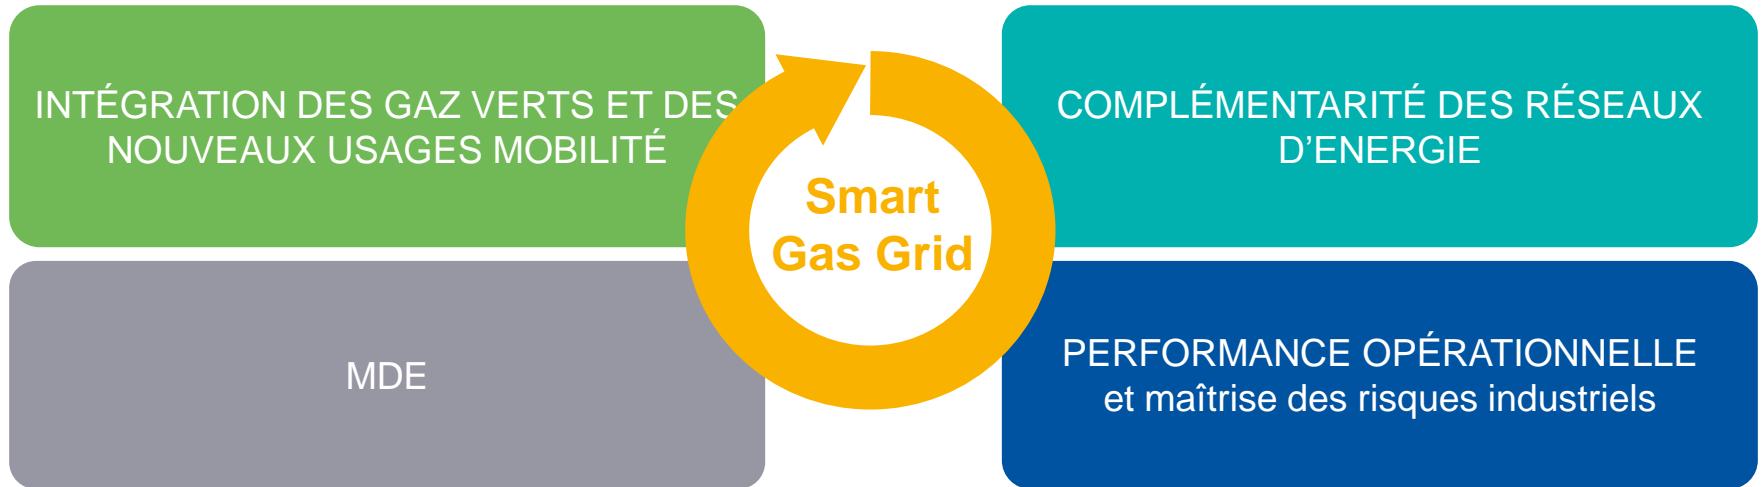 INTÉGRATION DES GAZ VERTS ET DES
NOUVEAUX USAGES MOBILITÉ
COMPLÉMENTARITÉ DES RÉSEAUX
D’ENERGIE
Smart
Gas Grid
MDE
PERFORMANCE OPÉRATIONNELLE
et maîtrise des risques industriels